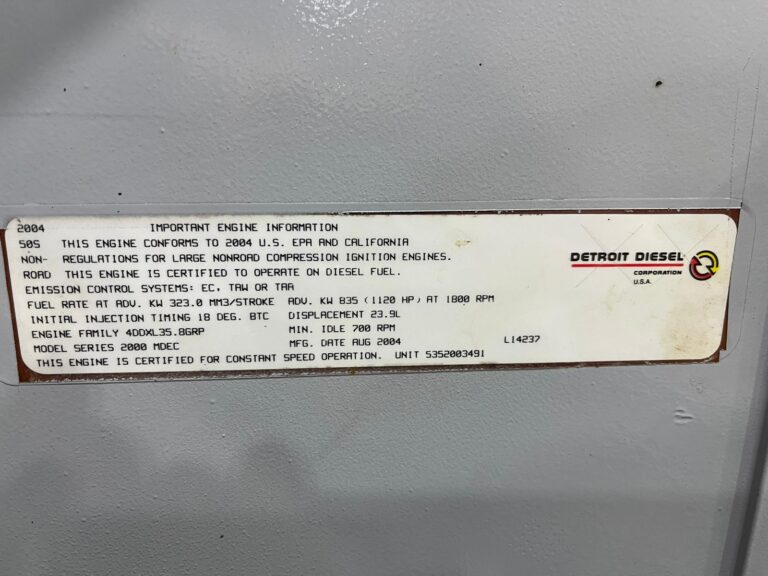 2004 IMPORTANT ENGINE INFORMATION
50S THIS ENGINE CONFORMS TO 2004 U.S. EPA AND CALIFORNIA
NON- REGULATIONS FOR LARGE NONROAD COMPRESSION IGNITION ENGINES.
ROAD THIS ENGINE IS CERTIFIED TO OPERATE ON DIESEL FUEL.
EMISSION CONTROL SYSTEMS: EC, TAW OR TAA
FUEL RATE AT ADV. KW 323.0 MM3/STROKE ADV. KW 835 (1120 HP) AT 1800 RPM
INITIAL INJECTION TIMING 18 DEG. BTC DISPLACEMENT 23.9L
ENGINE FAMILY 4DDXL35.8GRP MIN. IDLE 700 RPM
MODEL SERIES 2000 MDEC MFG. DATE AUG 2004 L14237
THIS ENGINE IS CERTIFIED FOR CONSTANT SPEED OPERATION. UNIT 5352003491
DETROIT DIESEL
CORPORATION
U.S.A.